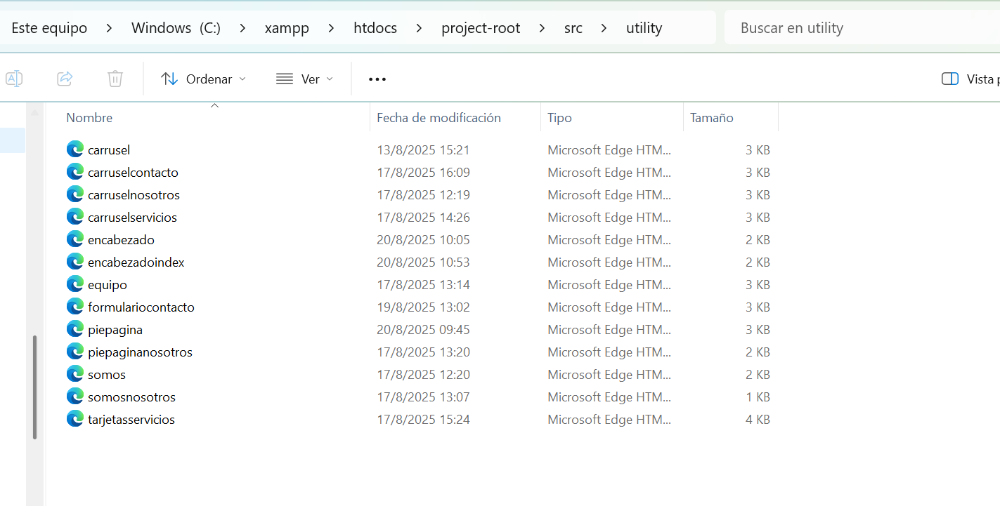 Este equipo > Windows (C:) > xampp > htdocs > project-root > src > utility Buscar en utility
Ordenar Ver ... Vista p
Nombre Fecha de modificación Tipo Tamaño
carrusel 13/8/2025 15:21 Microsoft Edge HTM... 3 KB
carruselcontacto 17/8/2025 16:09 Microsoft Edge HTM... 3 KB
carruselnosotros 17/8/2025 12:19 Microsoft Edge HTM... 3 KB
carruselservicios 17/8/2025 14:26 Microsoft Edge HTM... 3 KB
encabezado 20/8/2025 10:05 Microsoft Edge HTM... 2 KB
encabezadoindex 20/8/2025 10:53 Microsoft Edge HTM... 2 KB
equipo 17/8/2025 13:14 Microsoft Edge HTM... 3 KB
formulariocontacto 19/8/2025 13:02 Microsoft Edge HTM... 3 KB
piepagina 20/8/2025 09:45 Microsoft Edge HTM... 3 KB
piepaginanosotros 17/8/2025 13:20 Microsoft Edge HTM... 2 KB
somos 17/8/2025 12:20 Microsoft Edge HTM... 2 KB
somosnosotros 17/8/2025 13:07 Microsoft Edge HTM... 1 KB
tarjetasservicios 17/8/2025 15:24 Microsoft Edge HTM... 4 KB